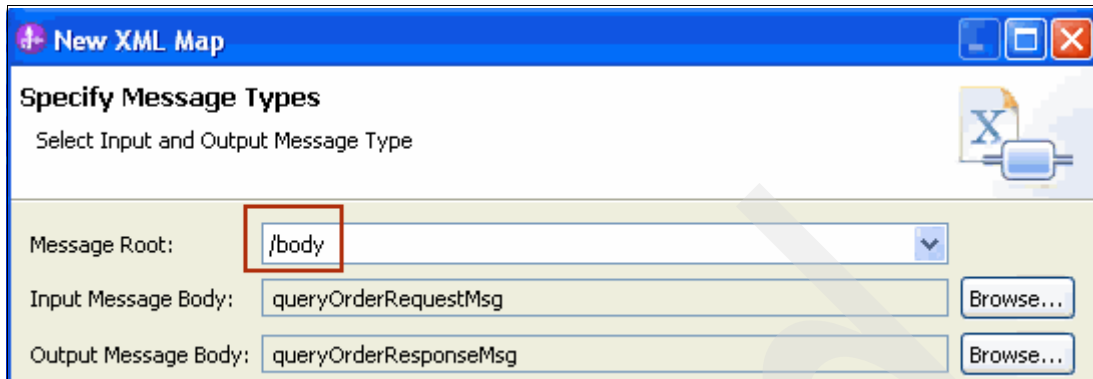 New XML Map
Specify Message Types
Select Input and Output Message Type
Message Root: /body
Input Message Body: queryOrderRequestMsg Browse...
Output Message Body: queryOrderResponseMsg Browse...